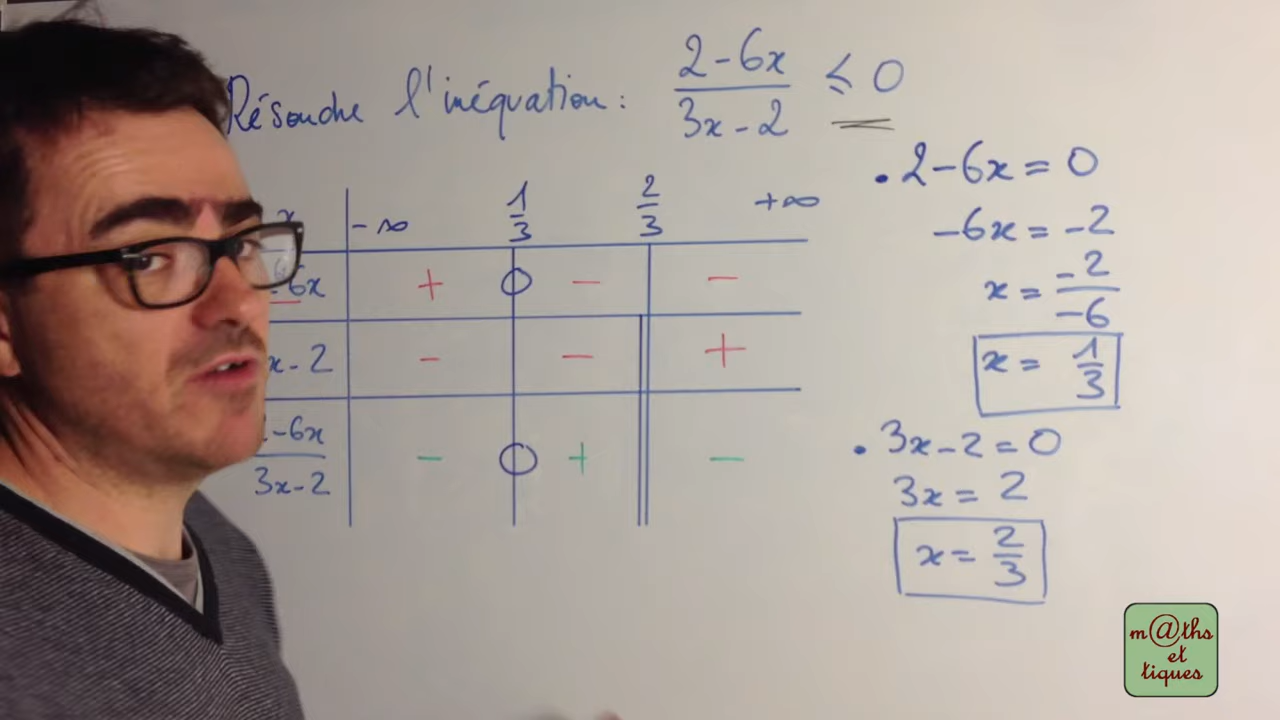 Résoudre l'inéquation : (2-6x)/(3x-2) ≤ 0
x -∞ 1/3 2/3 +∞
6x + 0 - -
x-2 - - +
-6x/3x-2 - 0 + -
• 2-6x = 0
-6x = -2
x = -2/-6
x = 1/3
• 3x-2 = 0
3x = 2
x = 2/3
m@ths
et
tiques